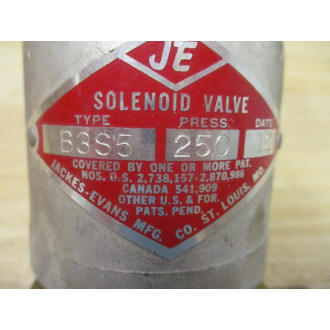 JE
SOLENOID VALVE
TYPE PRESS. DATE
B3S5 250
COVERED BY ONE OR MORE PAT.
NOS. U.S. 2,738,157-2,870,986
CANADA 541,909
OTHER U.S. & FOR.
PATS. PEND.
JACKES-EVANS MFG. CO. ST. LOUIS, MO.